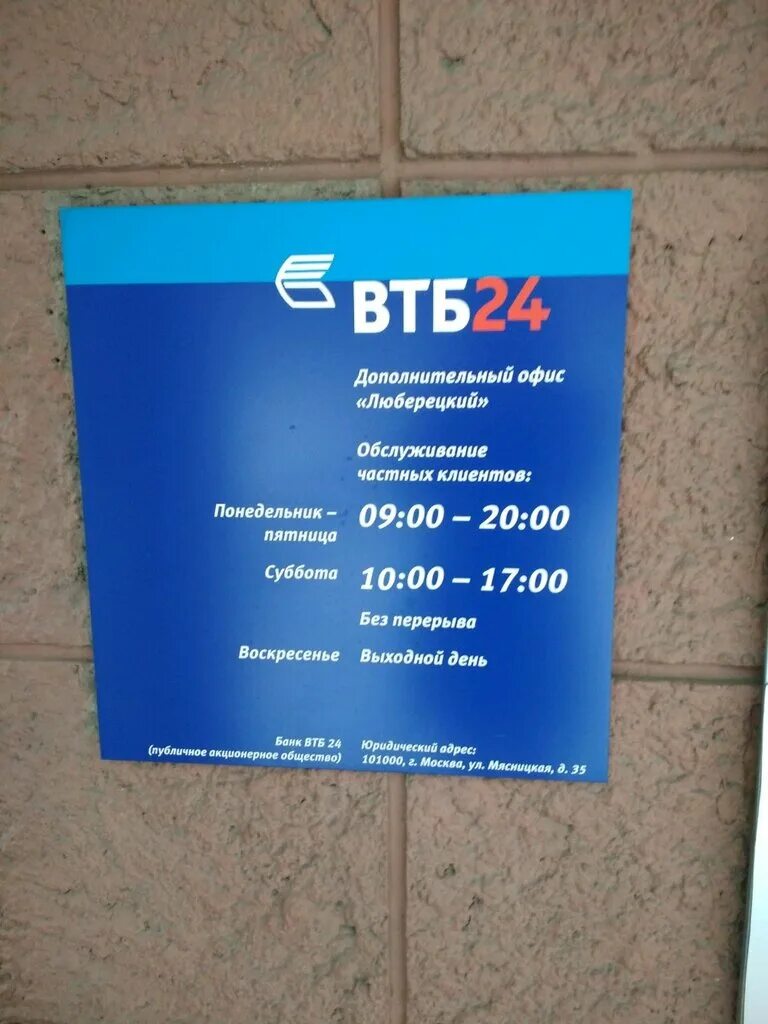 ВТБ24
Дополнительный офис
«Люберецкий»
Обслуживание
частных клиентов:
Понедельник – 09:00 – 20:00
пятница
Суббота 10:00 – 17:00
Без перерыва
Воскресенье Выходной день
Банк ВТБ 24
(публичное акционерное общество)
Юридический адрес:
101000, г. Москва, ул. Мясницкая, д. 35